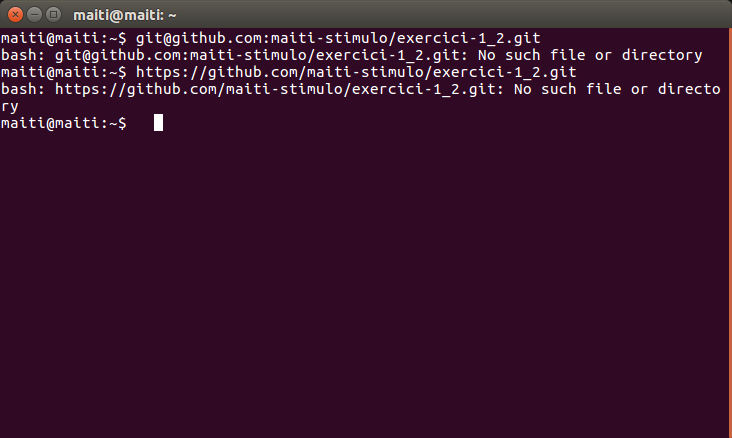 maiti@maiti: ~
maiti@maiti:~$ git@github.com:maiti-stimulo/exercici-1_2.git
bash: git@github.com:maiti-stimulo/exercici-1_2.git: No such file or directory
maiti@maiti:~$ https://github.com/maiti-stimulo/exercici-1_2.git
bash: https://github.com/maiti-stimulo/exercici-1_2.git: No such file or directo
ry
maiti@maiti:~$